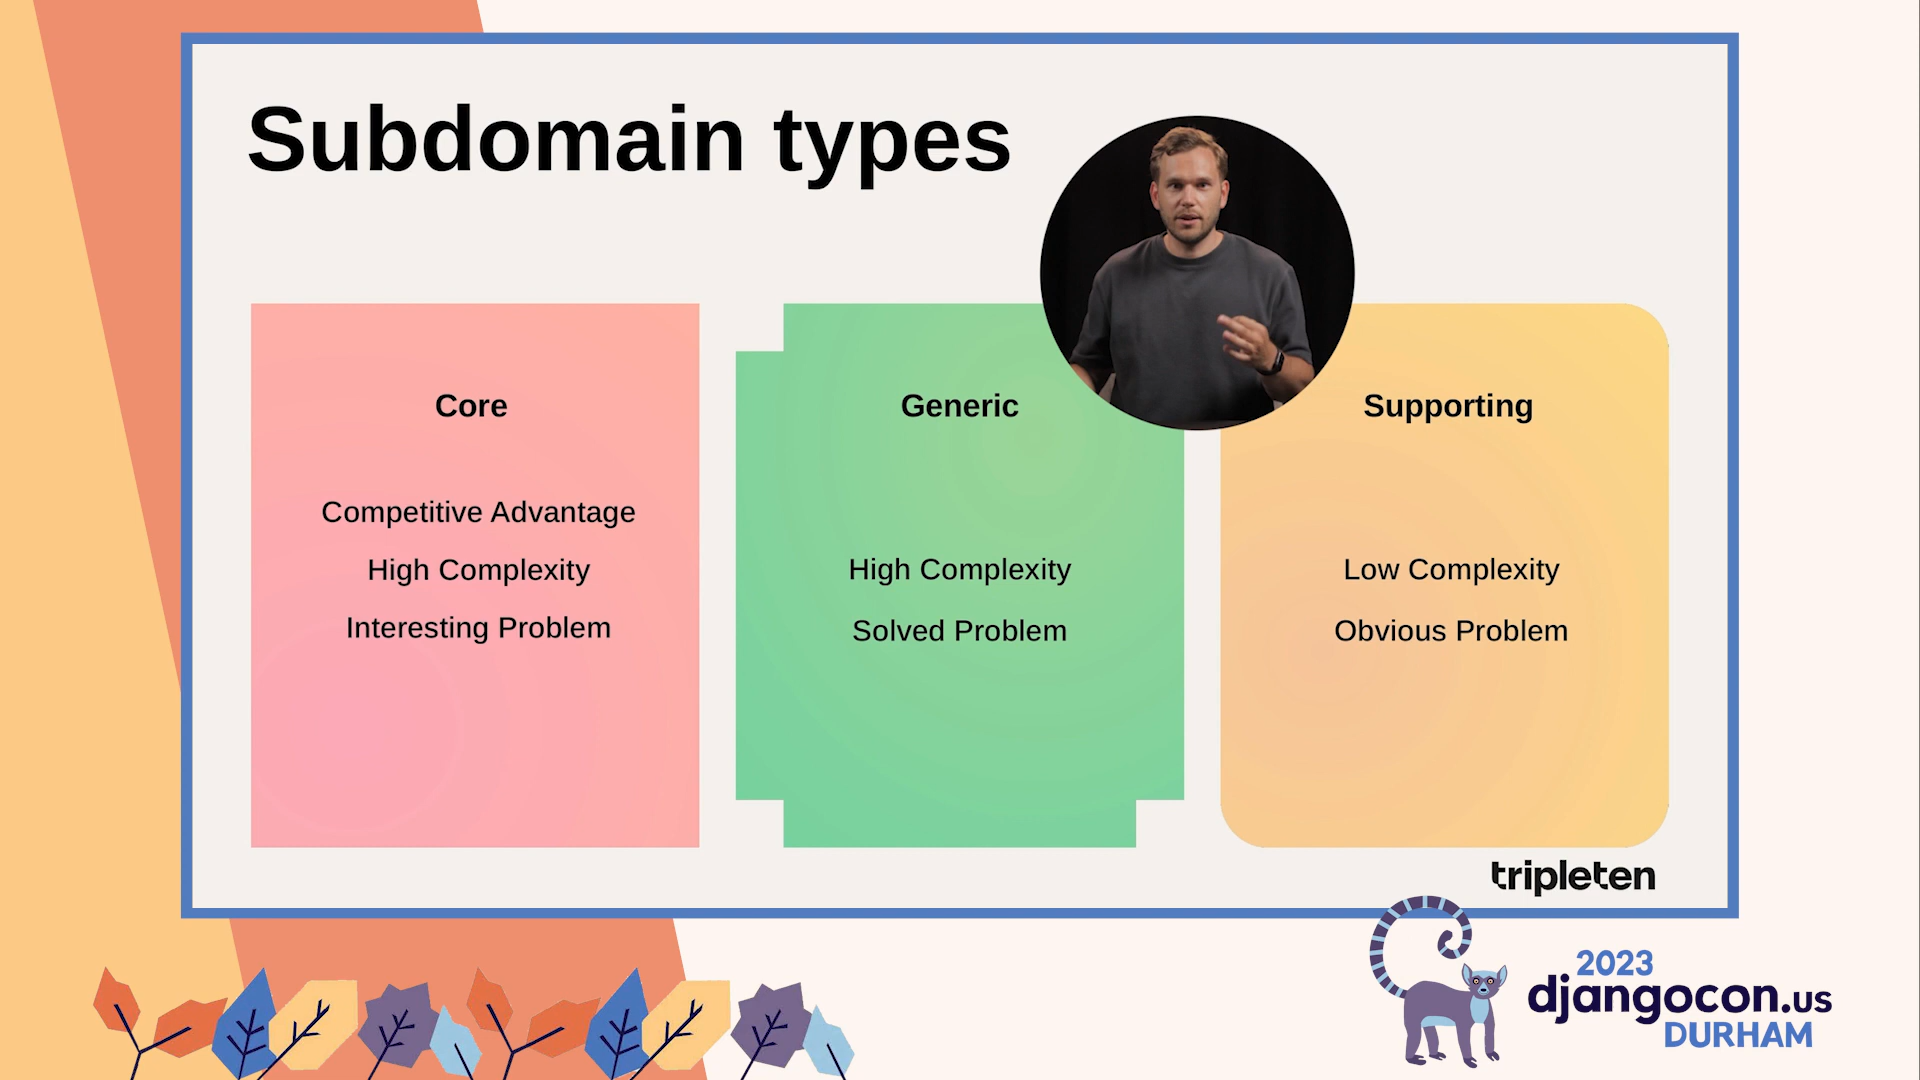 Subdomain types
Core
Competitive Advantage
High Complexity
Interesting Problem
Generic
High Complexity
Solved Problem
Supporting
Low Complexity
Obvious Problem
tripleten
2023
djangocon.us
DURHAM